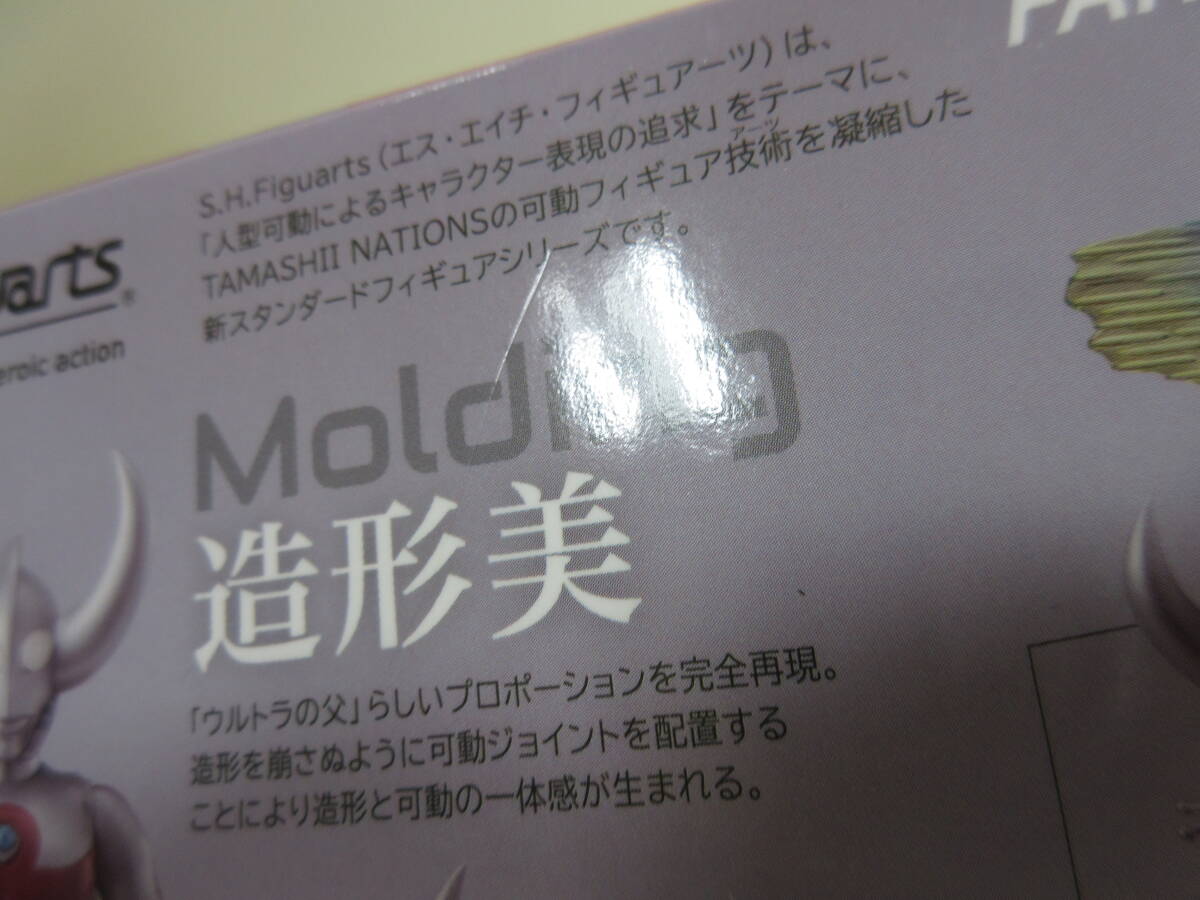 S.H.Figuarts(エス・エイチ・フィギュアーツ)は、
「人型可動によるキャラクター表現の追求」をテーマに、
アーツ
TAMASHII NATIONSの可動フィギュア技術を凝縮した
新スタンダードフィギュアシリーズです。
uarts®
eroic action
Molding
造形美
「ウルトラの父」らしいプロポーションを完全再現。
造形を崩さぬように可動ジョイントを配置する
ことにより造形と可動の一体感が生まれる。